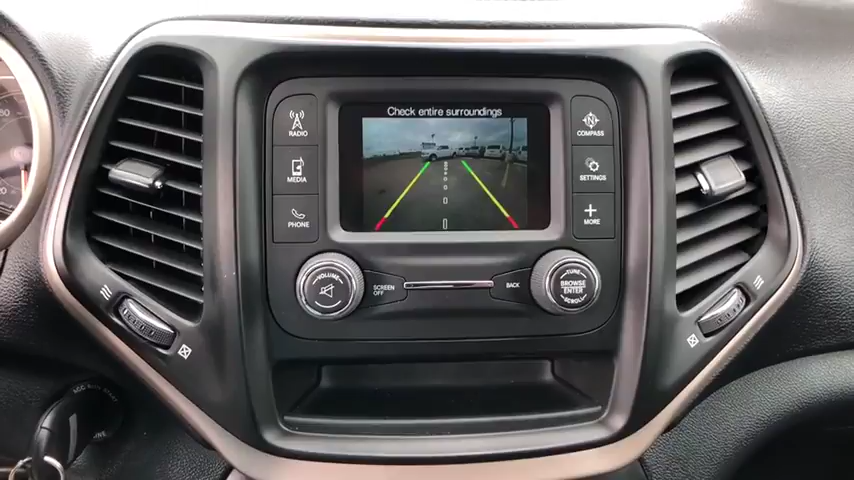 Check entire surroundings
RADIO
MEDIA
PHONE
N
COMPASS
SETTINGS
MORE
VOLUME
SCREEN
OFF
BACK
TUNE
BROWSE
ENTER
SCROLL